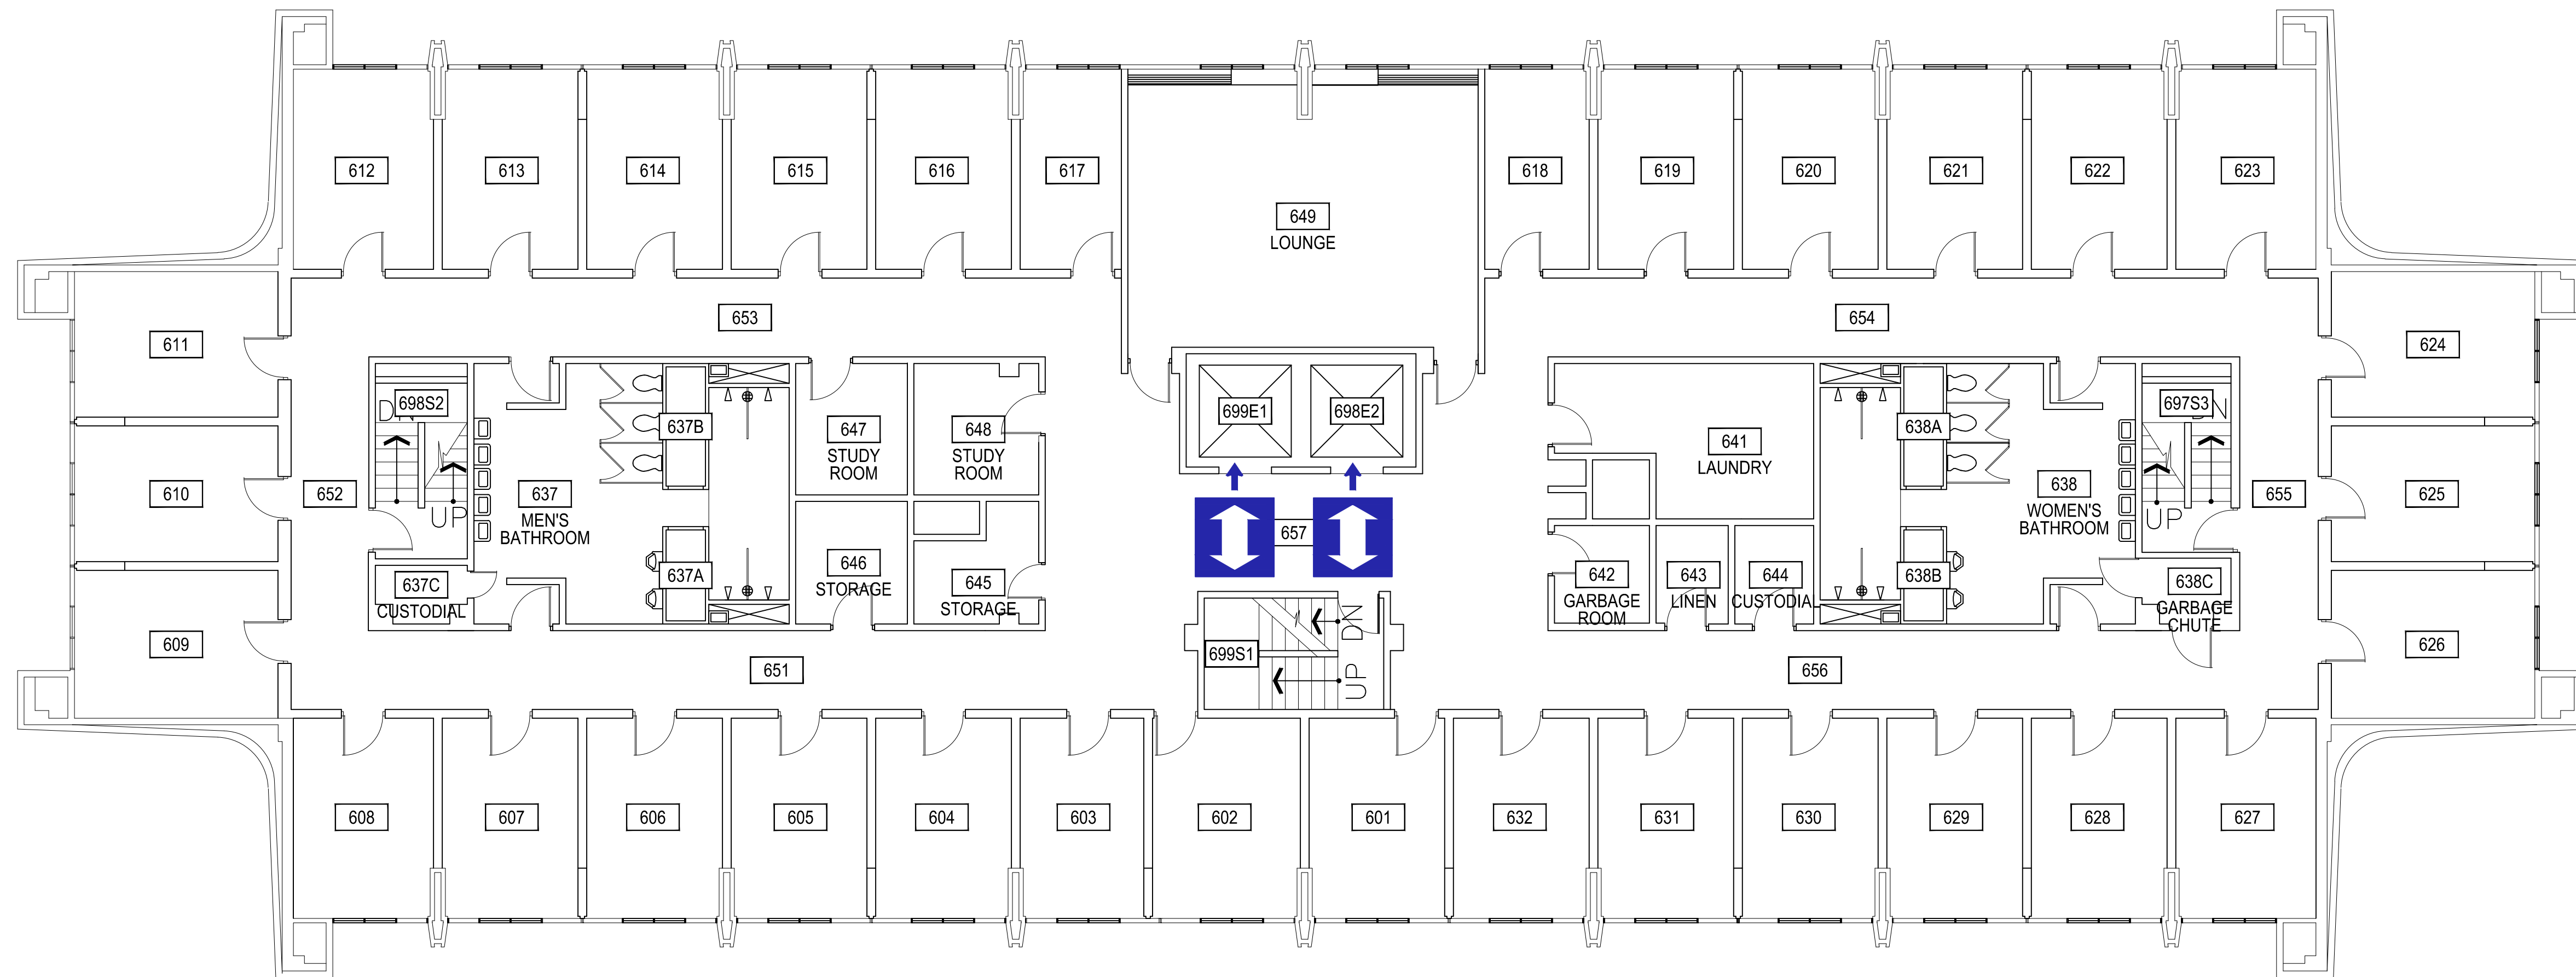 612
613
614
615
616
617
618
619
620
621
622
623
649
LOUNGE
653
654
611
624
698S2
DN
699E1
698E2
697S3
DN
637B
647
STUDY
ROOM
648
STUDY
ROOM
641
LAUNDRY
638A
610
652
637
MEN'S
BATHROOM
UP
638
WOMEN'S
BATHROOM
UP
655
625
657
637C
CUSTODIAL
637A
646
STORAGE
645
STORAGE
642
GARBAGE
ROOM
643
LINEN
644
CUSTODIAL
638B
638C
GARBAGE
CHUTE
609
626
DN
699S1
UP
651
656
608
607
606
605
604
603
602
601
632
631
630
629
628
627